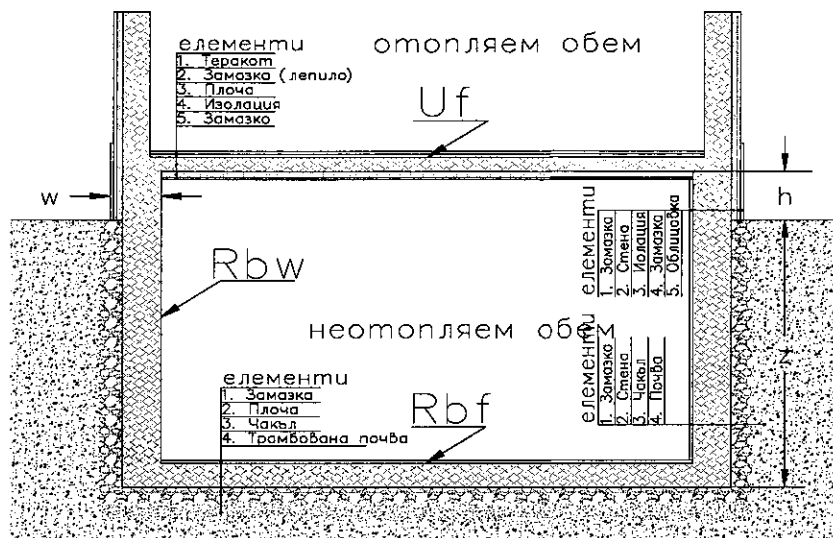 елементи
1. Теракот
2. Замазка (лепило)
3. Плоча
4. Изолация
5. Замазко
отопляем обем
Uf
w
h
елементи
1. Замазка
2. Стена
3. Изолация
4. Замазка
5. Облицовка
Rbw
неотопляем обем
елементи
1. Замазка
2. Стена
3. Чакъл
4. Почва
z
елементи
1. Замазка
2. Плоча
3. Чакъл
4. Трамбована почва
Rbf